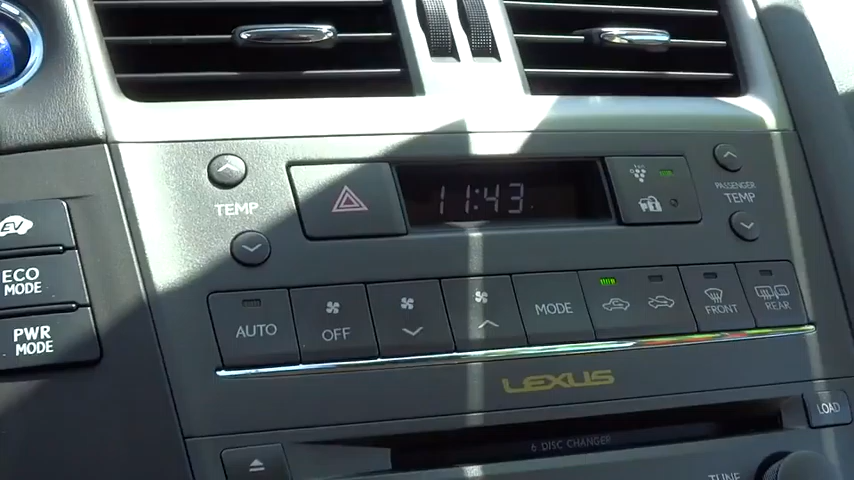 11:43
TEMP
PASSENGER
TEMP
EV
ECO
MODE
PWR
MODE
AUTO
OFF
MODE
FRONT
REAR
LEXUS
6 DISC CHANGER
LOAD
TUNE